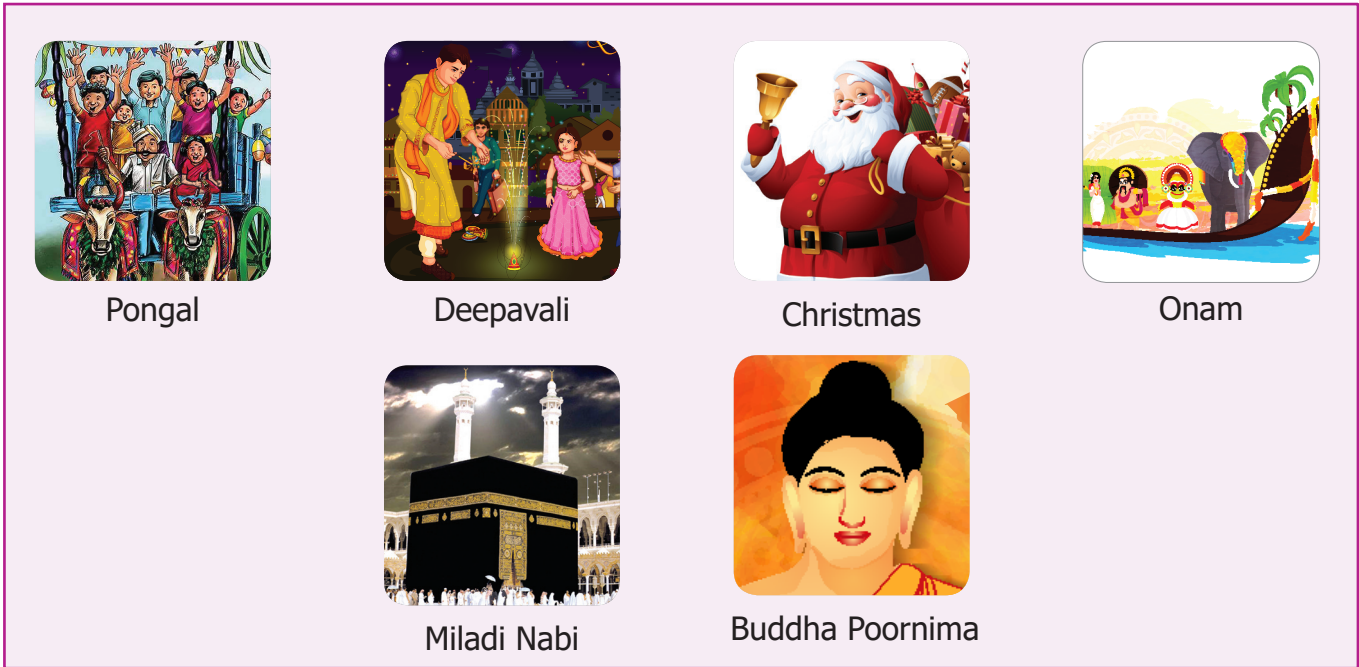 Pongal
Deepavali
Christmas
Onam
Miladi Nabi
Buddha Poornima